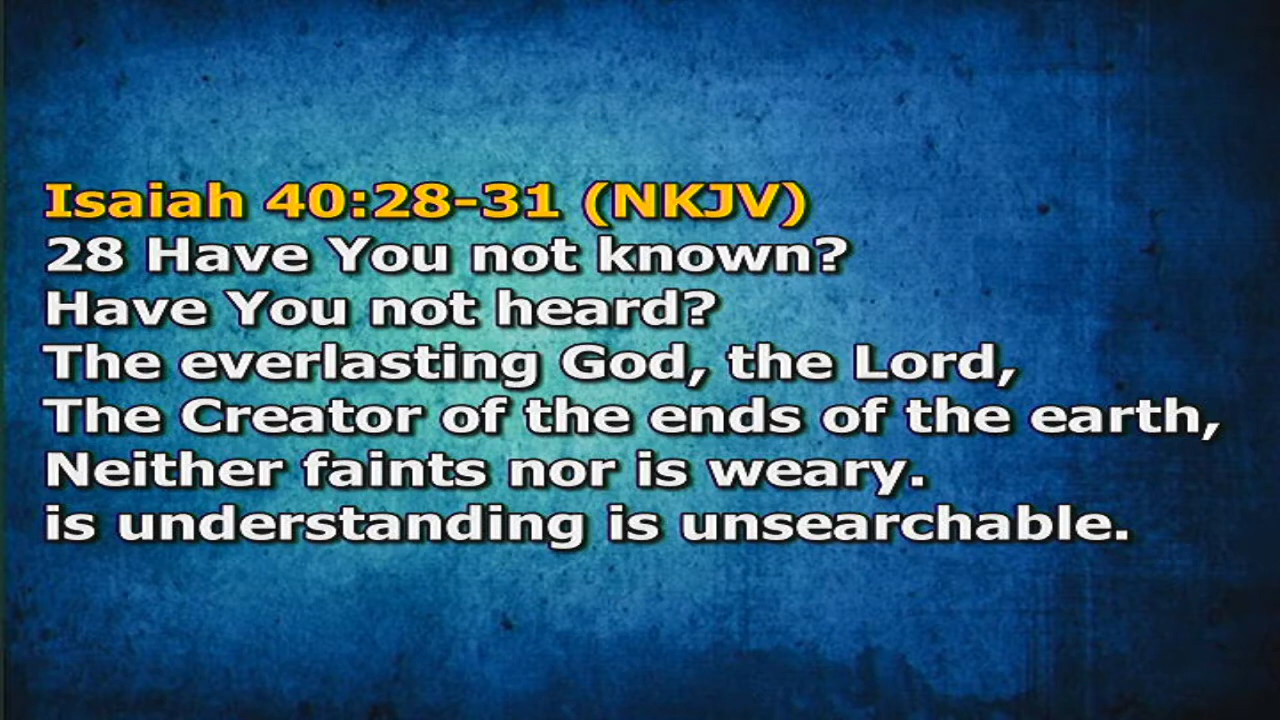 Isaiah 40:28-31 (NKJV)
28 Have You not known?
Have You not heard?
The everlasting God, the Lord,
The Creator of the ends of the earth,
Neither faints nor is weary.
is understanding is unsearchable.